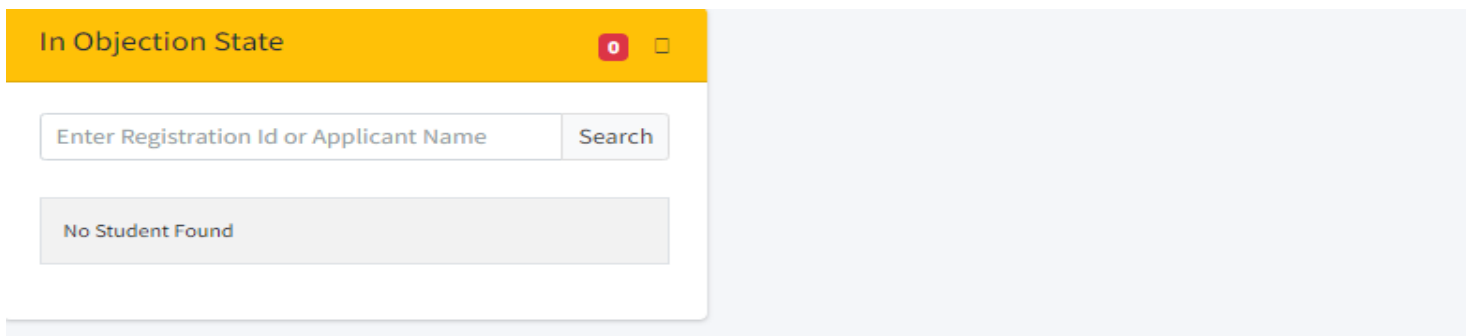 In Objection State 0
Enter Registration Id or Applicant Name Search
No Student Found